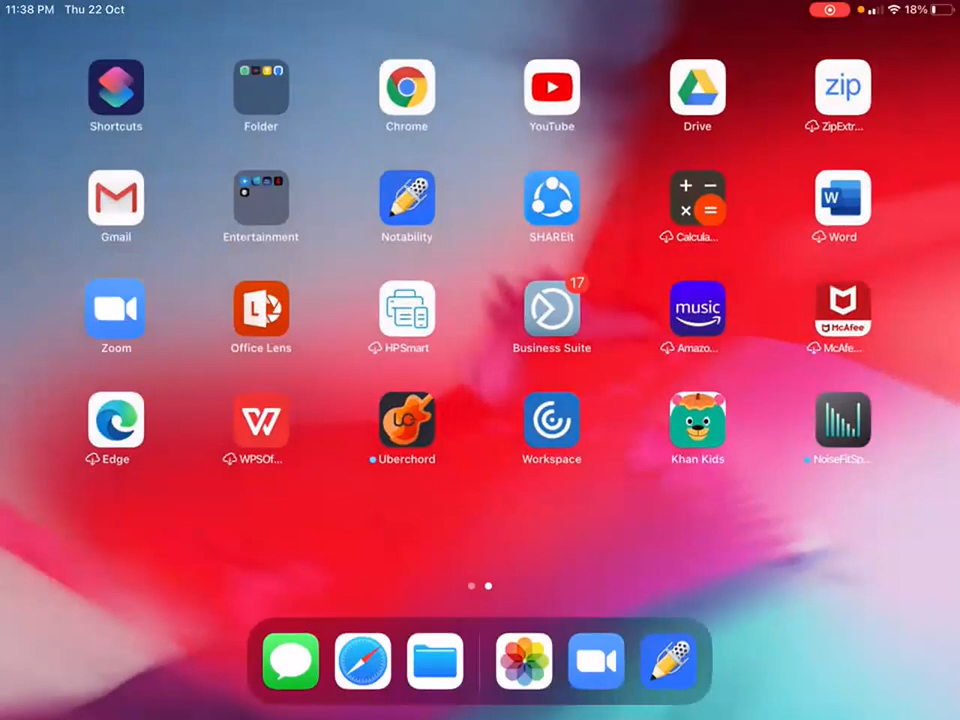 11:38 PM Thu 22 Oct 18%
Shortcuts Folder Chrome YouTube Drive zip ZipExtr...
Gmail Entertainment Notability SHAREit Calcula... W Word
Zoom L Office Lens HPSmart 17 Business Suite music Amazo... McAfee McAfe...
Edge W WPSOf... UC Uberchord Workspace Khan Kids NoiseFitSp...